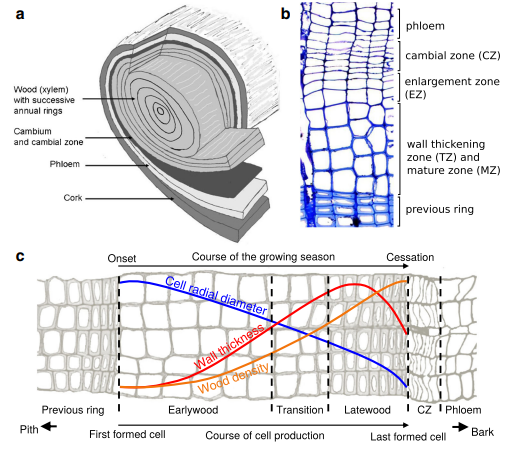 a
Wood (xylem)
with successive
annual rings
Cambium
and cambial zone
Phloem
Cork
b
phloem
cambial zone (CZ)
enlargement zone
(EZ)
wall thickening
zone (TZ) and
mature zone (MZ)
previous ring
c
Onset
Course of the growing season
Cessation
Cell radial diameter
Wall thickness
Wood density
Previous ring
Earlywood
Transition
Latewood
CZ
Phloem
Pith
First formed cell
Course of cell production
Last formed cell
Bark